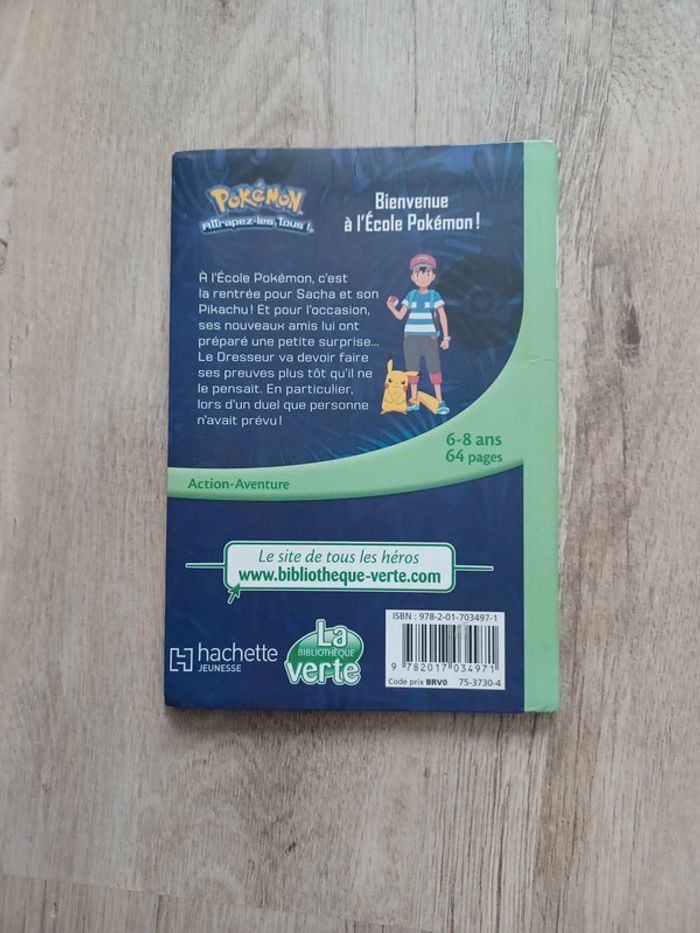 POKéMON
ATTrapez-les Tous !
Bienvenue
à l'École Pokémon !
À l'École Pokémon, c'est
la rentrée pour Sacha et son
Pikachu ! Et pour l'occasion,
ses nouveaux amis lui ont
préparé une petite surprise...
Le Dresseur va devoir faire
ses preuves plus tôt qu'il ne
le pensait. En particulier,
lors d'un duel que personne
n'avait prévu !
6-8 ans
64 pages
Action-Aventure
Le site de tous les héros
www.bibliotheque-verte.com
hachette
JEUNESSE
La
BIBLIOTHÈQUE
verte
ISBN : 978-2-01-703497-1
9 782017 034971
Code prix BRV0 75-3730-4